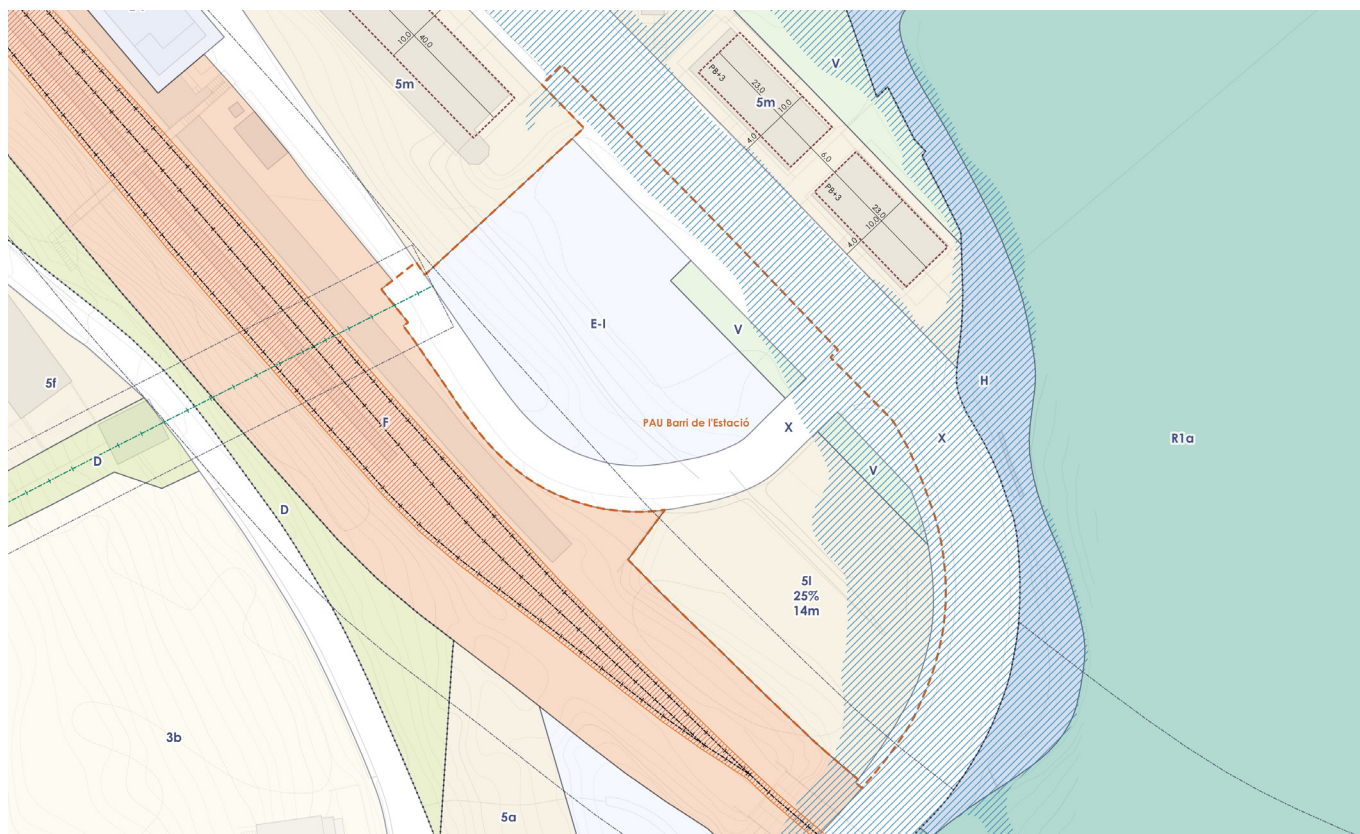 10.0
40.0
5m
V
PB+3
23.0
10.0
5m
4.0
6.0
PB+3
23.0
10.0
4.0
E-I
V
5f
F
H
PAU Barri de l'Estació
X
X
R1a
D
V
D
5l
25%
14m
3b
5a